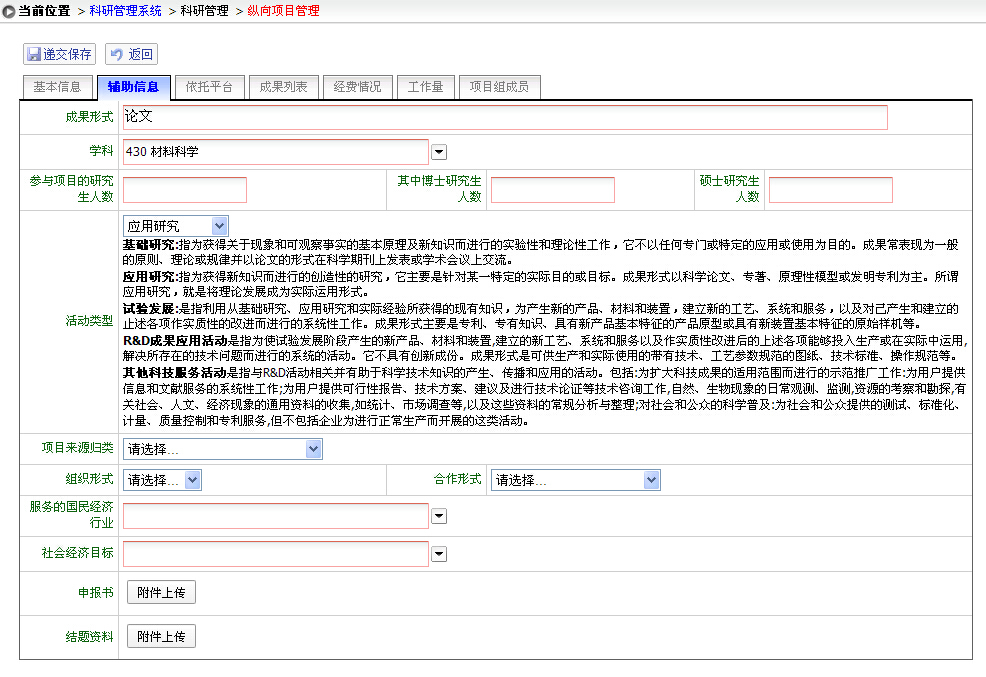 当前位置 > 科研管理系统 > 科研管理 > 纵向项目管理
递交保存 返回
基本信息 辅助信息 依托平台 成果列表 经费情况 工作量 项目组成员
成果形式 论文
学科 430 材料科学
参与项目的研究生人数 其中博士研究生人数 硕士研究生人数
应用研究
活动类型
基础研究:指为获得关于现象和可观察事实的基本原理及新知识而进行的实验性和理论性工作，它不以任何专门或特定的应用或使用为目的。成果常表现为一般
的原则、理论或规律并以论文的形式在科学期刊上发表或学术会议上交流。
应用研究:指为获得新知识而进行的创造性的研究，它主要是针对某一特定的实际目的或目标。成果形式以科学论文、专著、原理性模型或发明专利为主。所谓
应用研究，就是将理论发展成为实际运用形式。
试验发展:是指利用从基础研究、应用研究和实际经验所获得的现有知识，为产生新的产品、材料和装置，建立新的工艺、系统和服务，以及对已产生和建立的
上述各项作实质性的改进而进行的系统性工作。成果形式主要是专利、专有知识、具有新产品基本特征的产品原型或具有新装置基本特征的原始样机等。
R&D成果应用活动是指为使试验发展阶段产生的新产品、材料和装置,建立的新工艺、系统和服务以及作实质性改进后的上述各项能够投入生产或在实际中运用,
解决所存在的技术问题而进行的系统的活动。它不具有创新成份。成果形式是可供生产和实际使用的带有技术、工艺参数规范的图纸、技术标准、操作规范等。
其他科技服务活动是指与R&D活动相关并有助于科学技术知识的产生、传播和应用的活动。包括:为扩大科技成果的适用范围而进行的示范推广工作:为用户提供
信息和文献服务的系统性工作;为用户提供可行性报告、技术方案、建议及进行技术论证等技术咨询工作,自然、生物现象的日常观测、监测,资源的考察和勘探,有
关社会、人文、经济现象的通用资料的收集,如统计、市场调查等,以及这些资料的常规分析与整理;对社会和公众的科学普及:为社会和公众提供的测试、标准化、
计量、质量控制和专利服务,但不包括企业为进行正常生产而开展的这类活动。
项目来源归类 请选择...
组织形式 请选择... 合作形式 请选择...
服务的国民经济
行业
社会经济目标
申报书 附件上传
结题资料 附件上传